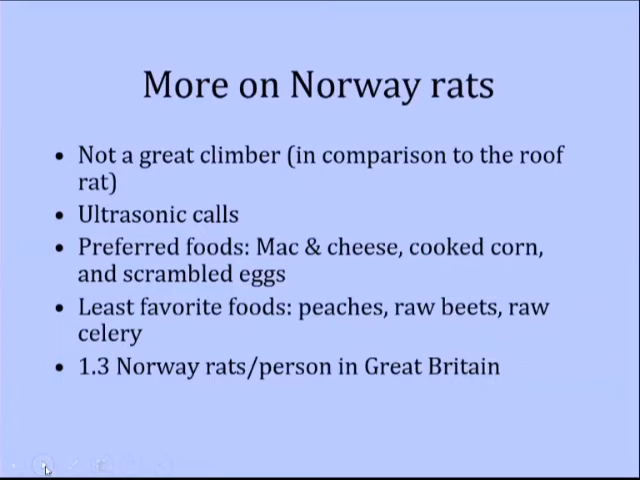 More on Norway rats
• Not a great climber (in comparison to the roof
rat)
• Ultrasonic calls
• Preferred foods: Mac & cheese, cooked corn,
and scrambled eggs
• Least favorite foods: peaches, raw beets, raw
celery
• 1.3 Norway rats/person in Great Britain